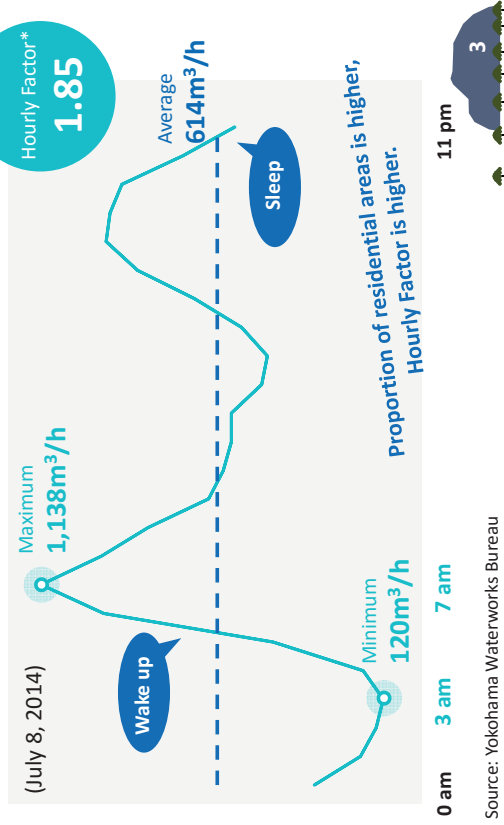 Hourly Factor*
1.85
(July 8, 2014)
Maximum
1,138m³/h
Average
614m³/h
Wake up
Sleep
Minimum
120m³/h
Proportion of residential areas is higher,
Hourly Factor is higher.
0 am
3 am
7 am
11 pm
Source: Yokohama Waterworks Bureau
3